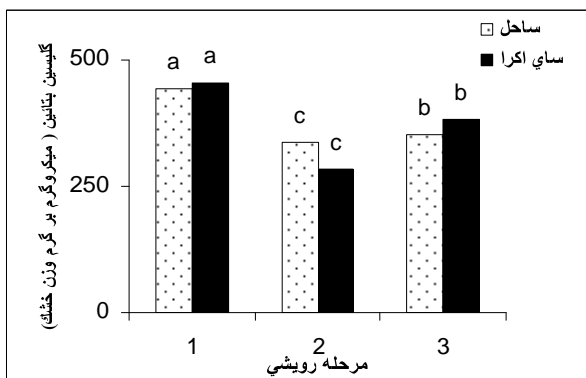 ساحل
ساي اكرا
گليسين بتائين ( ميكروگرم بر گرم وزن خشك)
500
250
0
a a
c c
b b
1 2 3
مرحله رويشي